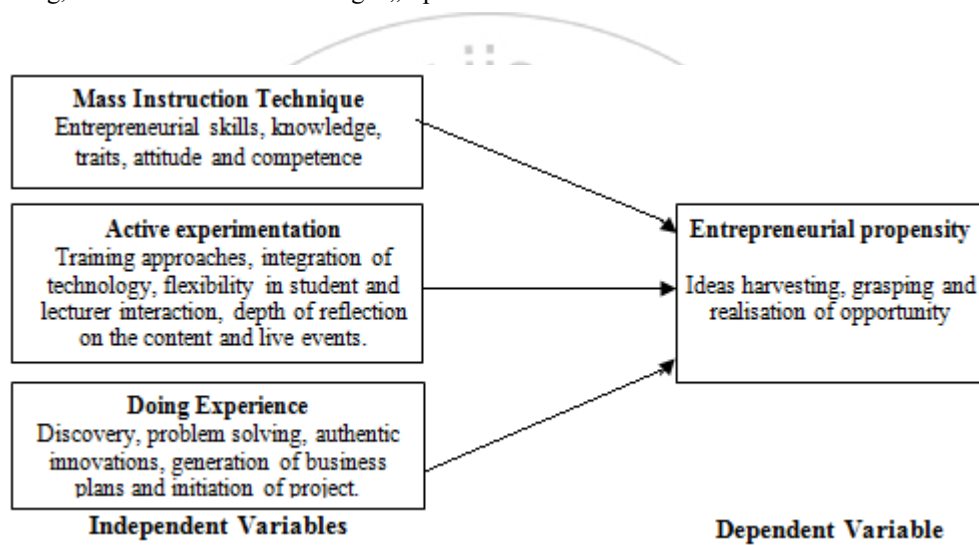 Mass Instruction Technique
Entrepreneurial skills, knowledge,
traits, attitude and competence
Active experimentation
Training approaches, integration of
technology, flexibility in student and
lecturer interaction, depth of reflection
on the content and live events.
Doing Experience
Discovery, problem solving, authentic
innovations, generation of business
plans and initiation of project.
Independent Variables
Entrepreneurial propensity
Ideas harvesting, grasping and
realisation of opportunity
Dependent Variable